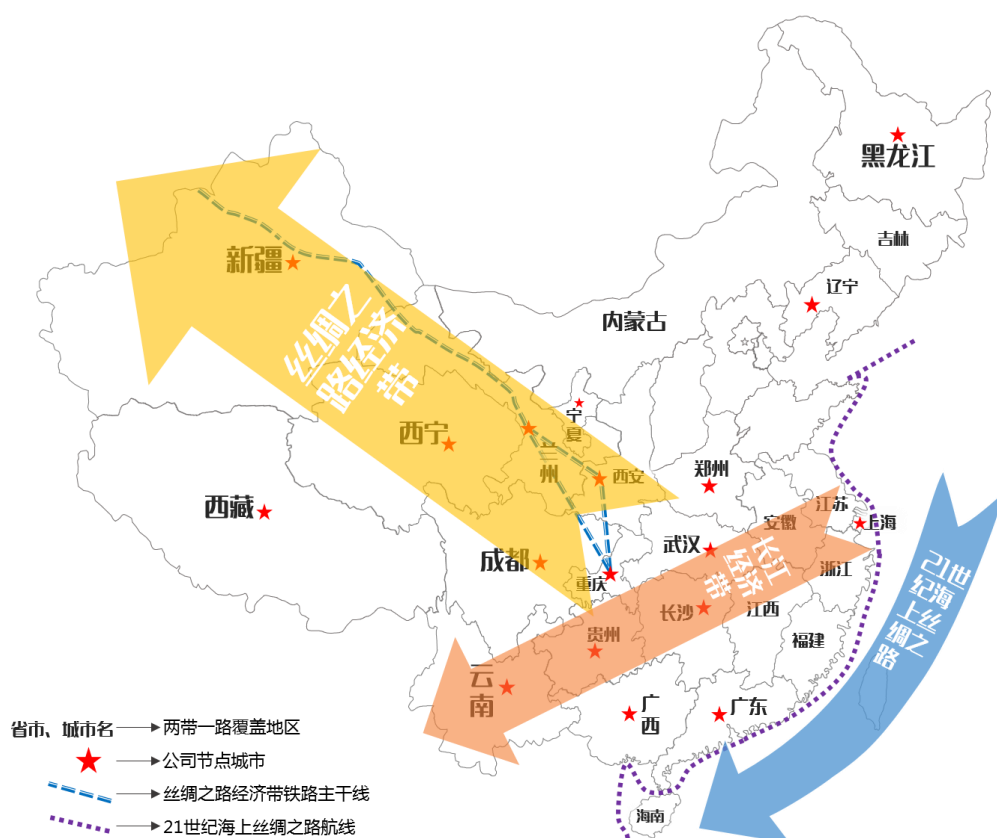 黑龙江
吉林
辽宁
新疆
内蒙古
丝绸之
路经济
带
宁
夏
西宁
兰
州
西安
郑州
西藏
江苏
安徽
上海
成都
武汉
长江
经济
带
浙江
21世
纪海
上丝
绸之
路
重庆
长沙
江西
贵州
福建
云
南
广
西
广东
海南
省市、城市名
两带一路覆盖地区
公司节点城市
丝绸之路经济带铁路主干线
21世纪海上丝绸之路航线